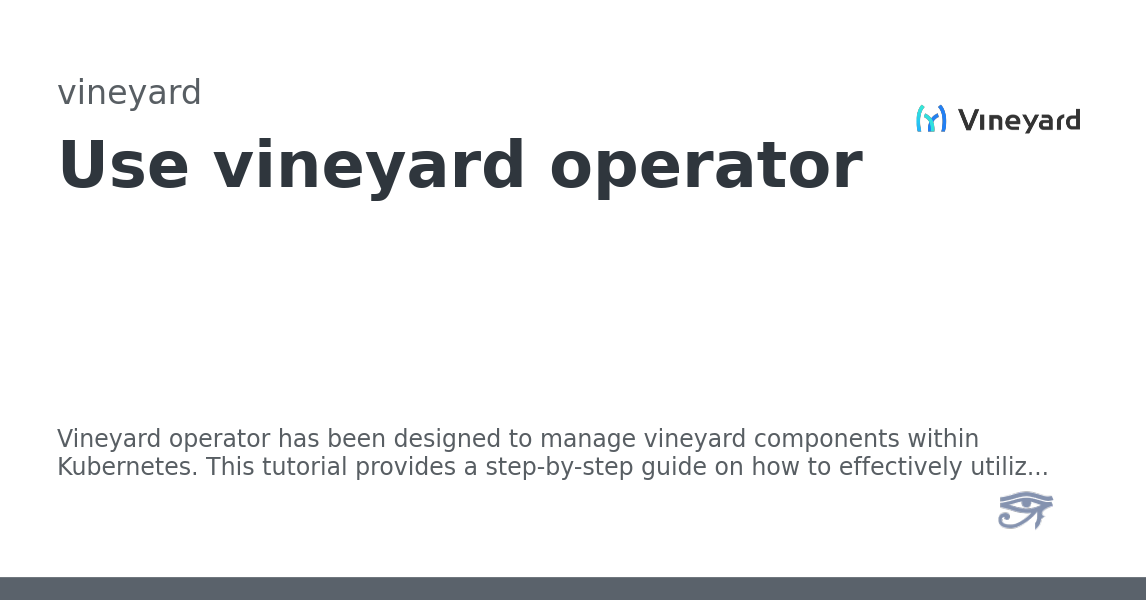 vineyard
Vineyard
Use vineyard operator
Vineyard operator has been designed to manage vineyard components within
Kubernetes. This tutorial provides a step-by-step guide on how to effectively utiliz...